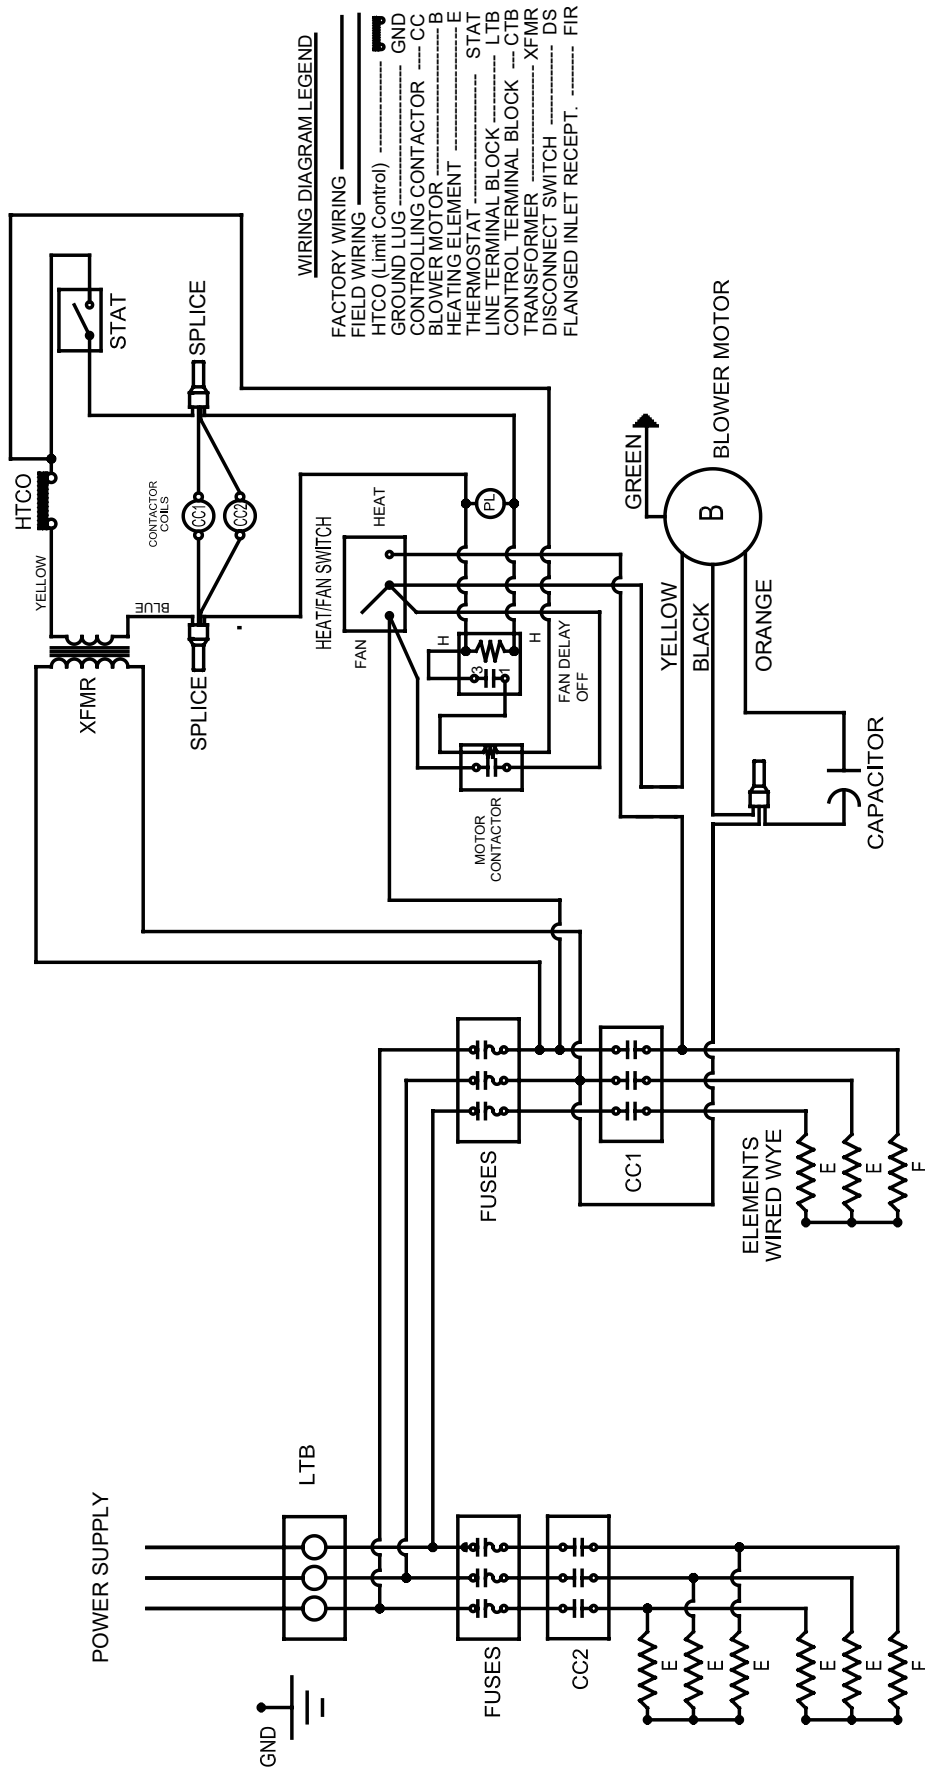 WIRING DIAGRAM LEGEND
FACTORY WIRING
FIELD WIRING
HTCO (Limit Control) ------------
GROUND LUG ------------------ GND
CONTROLLING CONTACTOR ---- CC
BLOWER MOTOR -------------------- B
HEATING ELEMENT ---------------- E
THERMOSTAT ------------------- STAT
LINE TERMINAL BLOCK -------- LTB
CONTROL TERMINAL BLOCK --- CTB
TRANSFORMER --------------- XFMR
DISCONNECT SWITCH ----------- DS
FLANGED INLET RECEPT. ------- FIR
POWER SUPPLY
GND
LTB
FUSES
CC2
E
E
E
E
E
F
FUSES
CC1
ELEMENTS
WIRED WYE
E
E
F
XFMR
YELLOW
BLUE
HTCO
STAT
SPLICE
SPLICE
CONTACTOR
COILS
CC1
CC2
HEAT/FAN SWITCH
FAN
HEAT
PL
H
H
3
1
FAN DELAY
OFF
MOTOR
CONTACTOR
GREEN
BLOWER MOTOR
B
YELLOW
BLACK
ORANGE
CAPACITOR